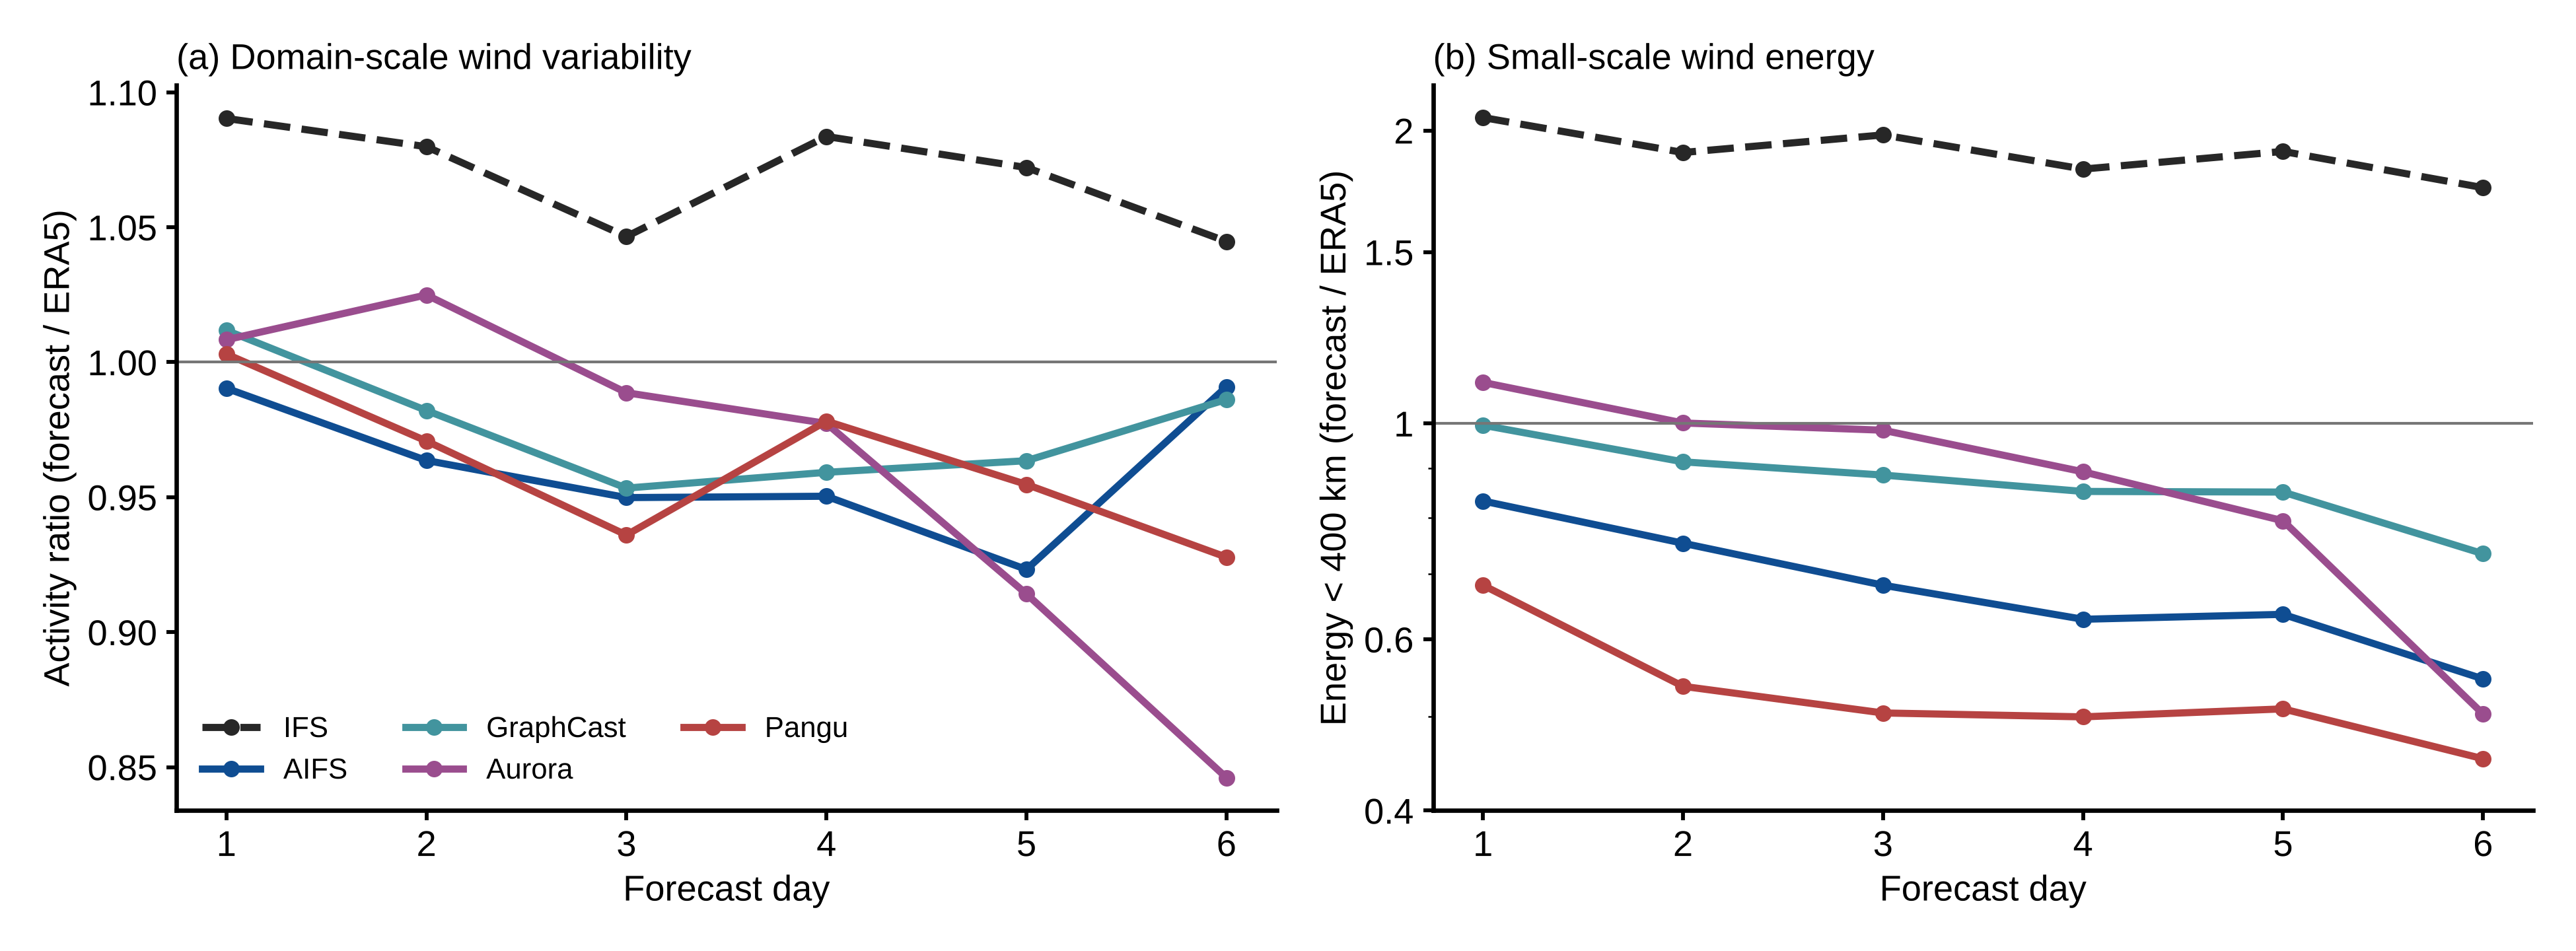 (a) Domain-scale wind variability
Activity ratio (forecast / ERA5)
1.10
1.05
1.00
0.95
0.90
0.85
IFS
GraphCast
Pangu
AIFS
Aurora
1 2 3 4 5 6
Forecast day
(b) Small-scale wind energy
Energy < 400 km (forecast / ERA5)
2
1.5
1
0.6
0.4
1 2 3 4 5 6
Forecast day